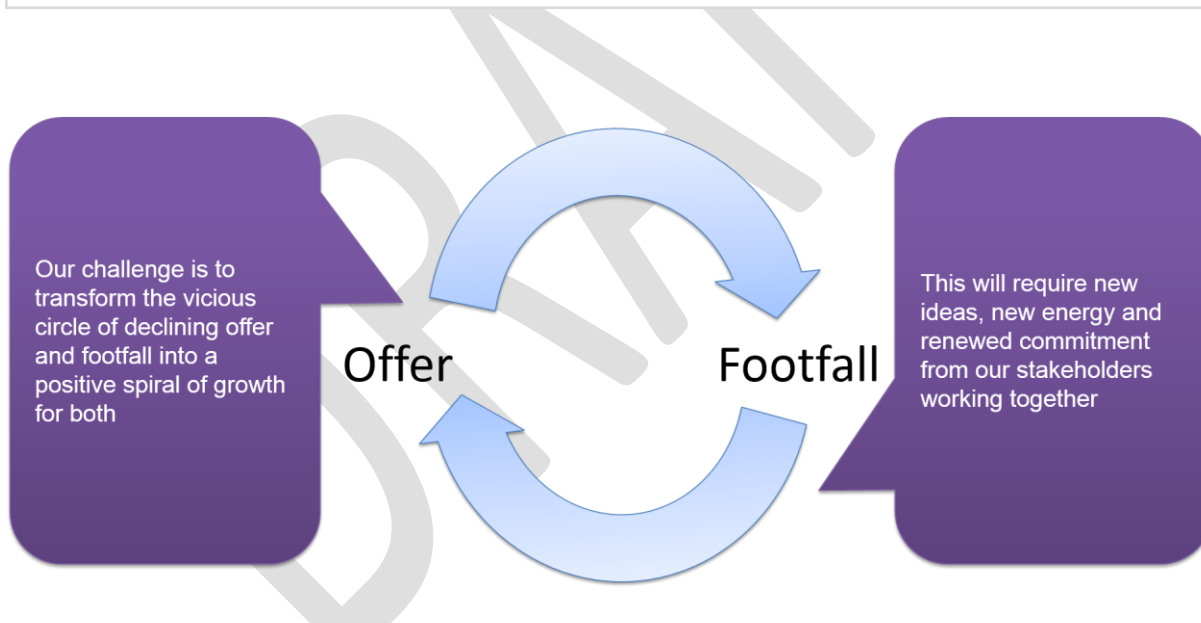 Our challenge is to
transform the vicious
circle of declining offer
and footfall into a
positive spiral of growth
for both
Offer
Footfall
This will require new
ideas, new energy and
renewed commitment
from our stakeholders
working together